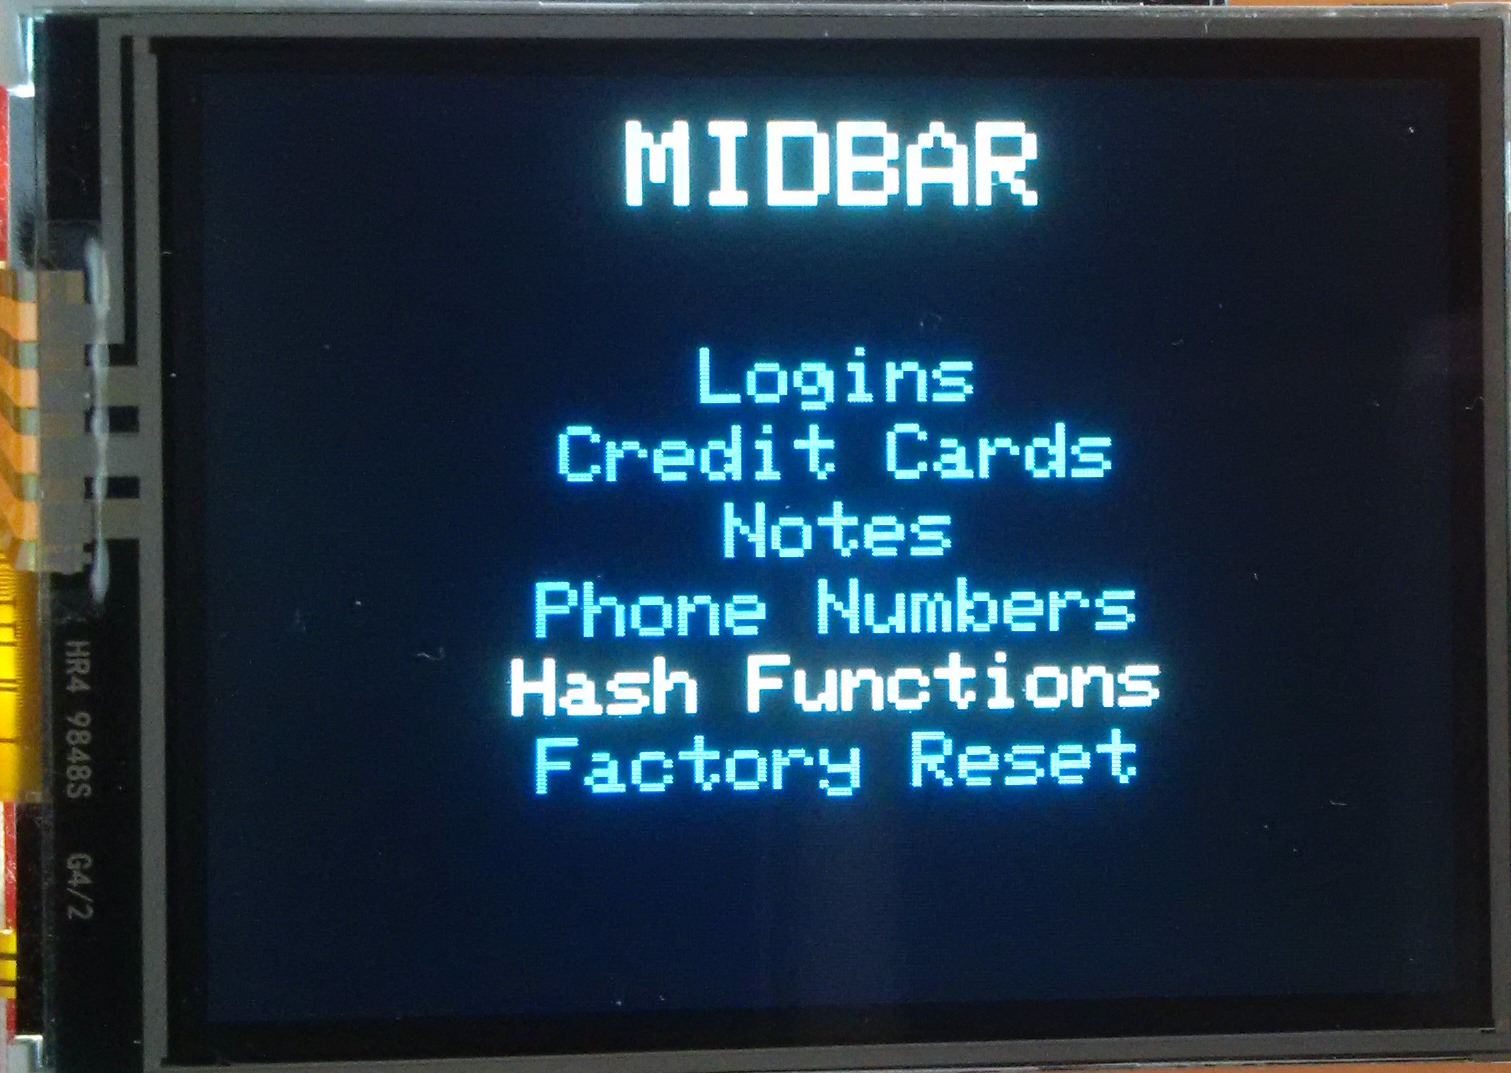 MIDBAR
Logins
Credit Cards
Notes
Phone Numbers
Hash Functions
Factory Reset
HR4 9848S G4/2